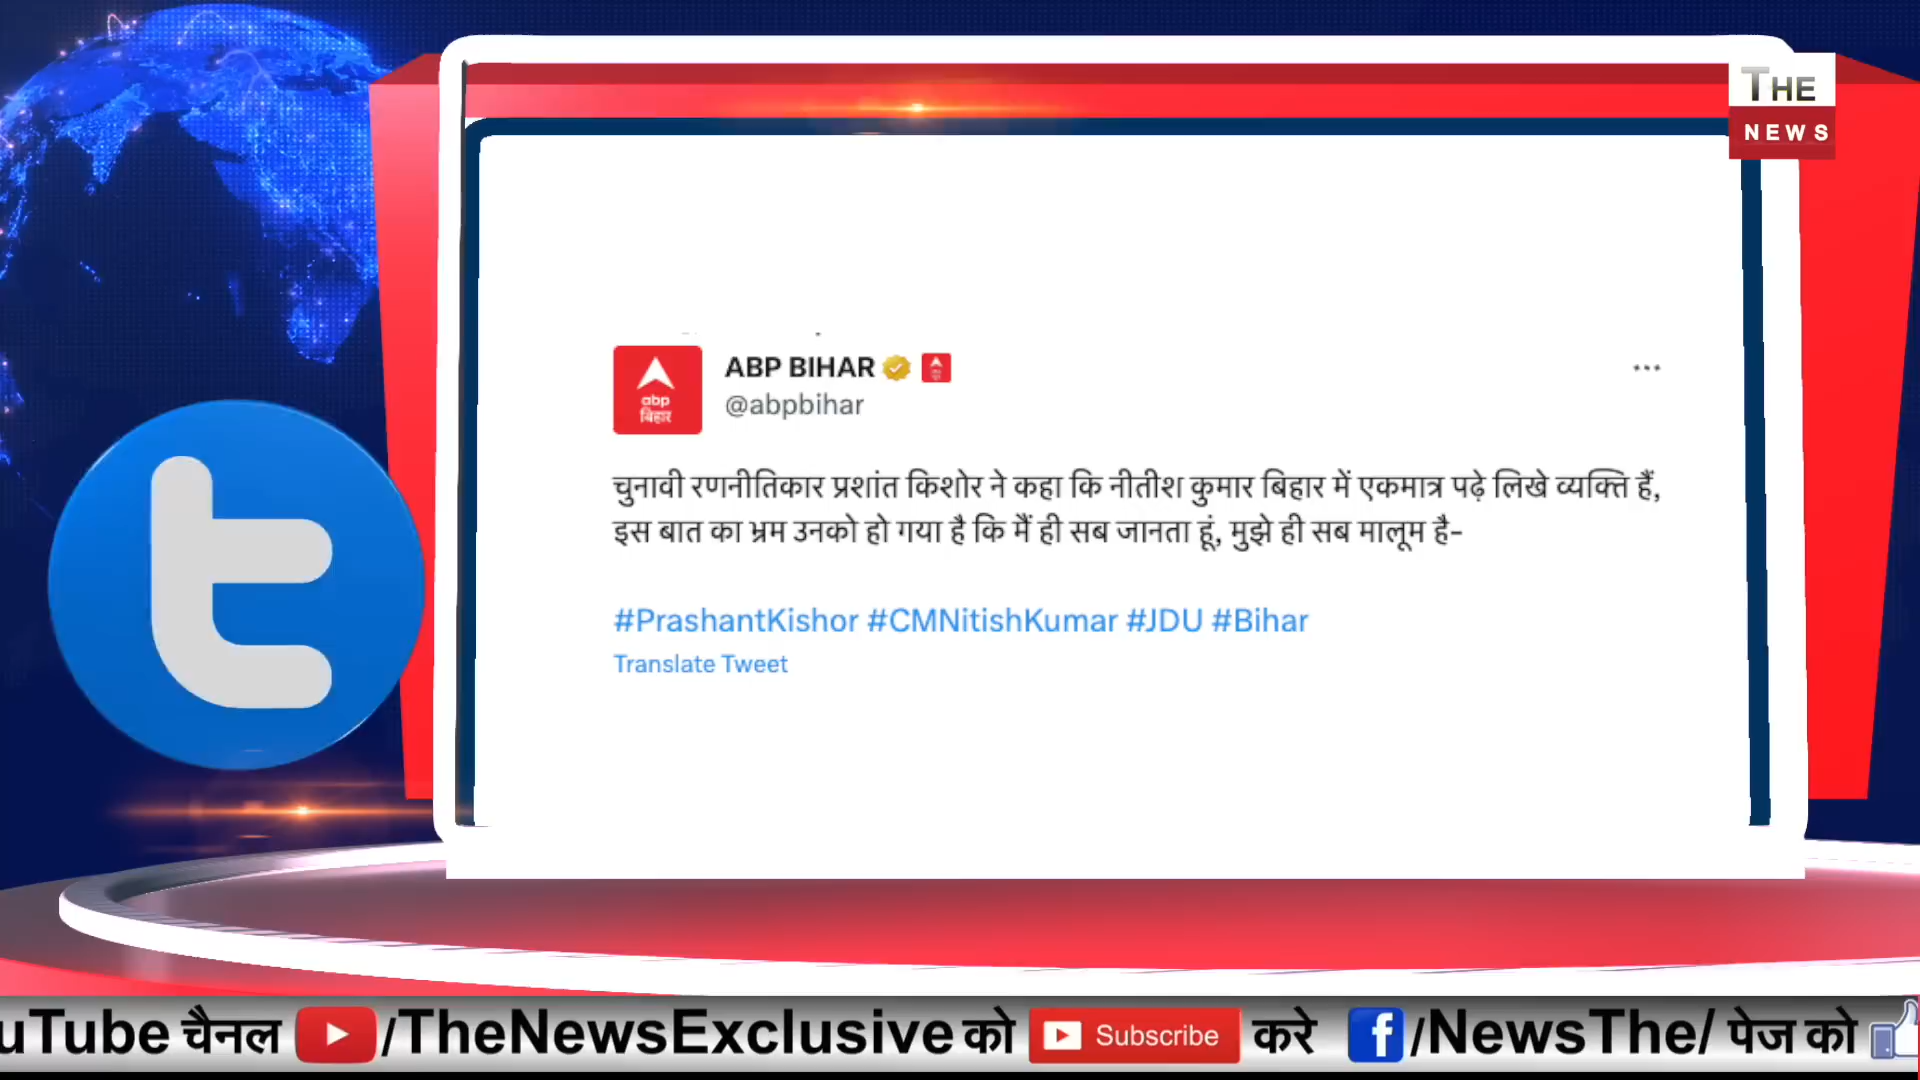 THE
NEWS
ABP BIHAR
abp
बिहार
@abpbihar
चुनावी रणनीतिकार प्रशांत किशोर ने कहा कि नीतीश कुमार बिहार में एकमात्र पढ़े लिखे व्यक्ति हैं,
इस बात का भ्रम उनको हो गया है कि मैं ही सब जानता हूं, मुझे ही सब मालूम है-
#PrashantKishor #CMNitishKumar #JDU #Bihar
Translate Tweet
uTube चैनल /TheNewsExclusive को Subscribe करे f /NewsThe/ पेज को